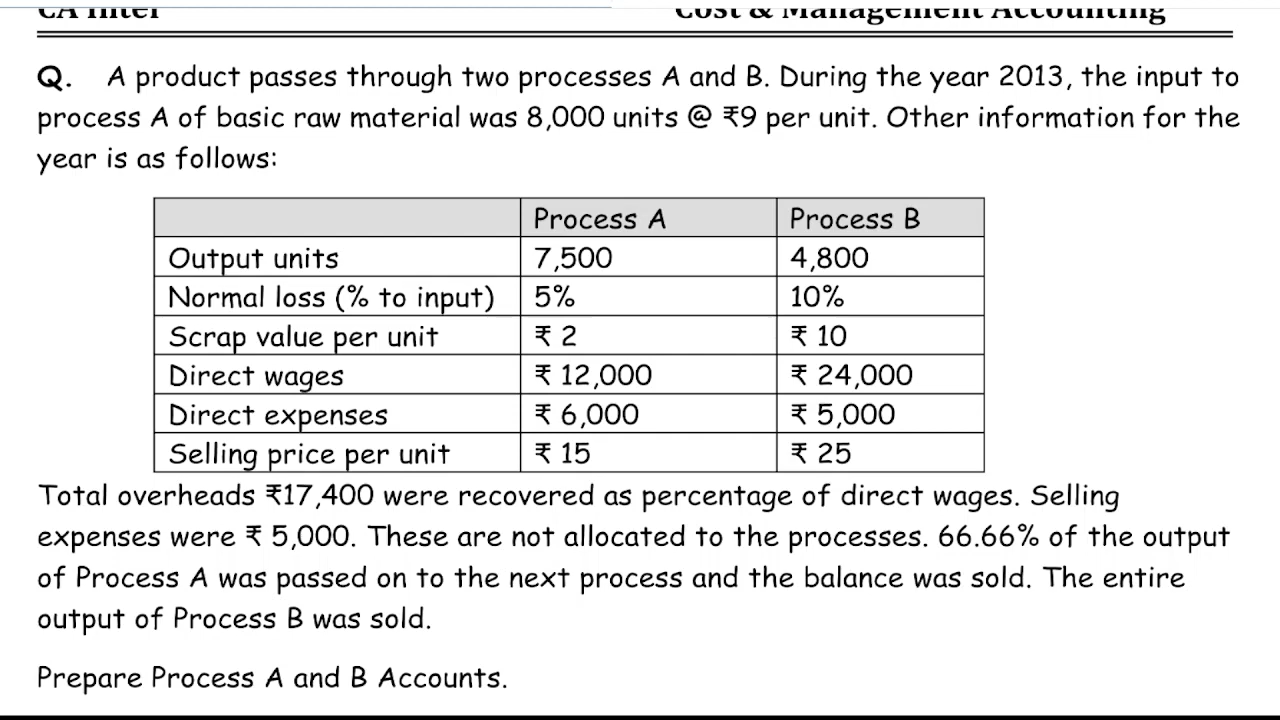 CA Inter Cost & Management Accounting
Q. A product passes through two processes A and B. During the year 2013, the input to
process A of basic raw material was 8,000 units @ ₹9 per unit. Other information for the
year is as follows:
Process A Process B
Output units 7,500 4,800
Normal loss (% to input) 5% 10%
Scrap value per unit ₹ 2 ₹ 10
Direct wages ₹ 12,000 ₹ 24,000
Direct expenses ₹ 6,000 ₹ 5,000
Selling price per unit ₹ 15 ₹ 25
Total overheads ₹17,400 were recovered as percentage of direct wages. Selling
expenses were ₹ 5,000. These are not allocated to the processes. 66.66% of the output
of Process A was passed on to the next process and the balance was sold. The entire
output of Process B was sold.
Prepare Process A and B Accounts.